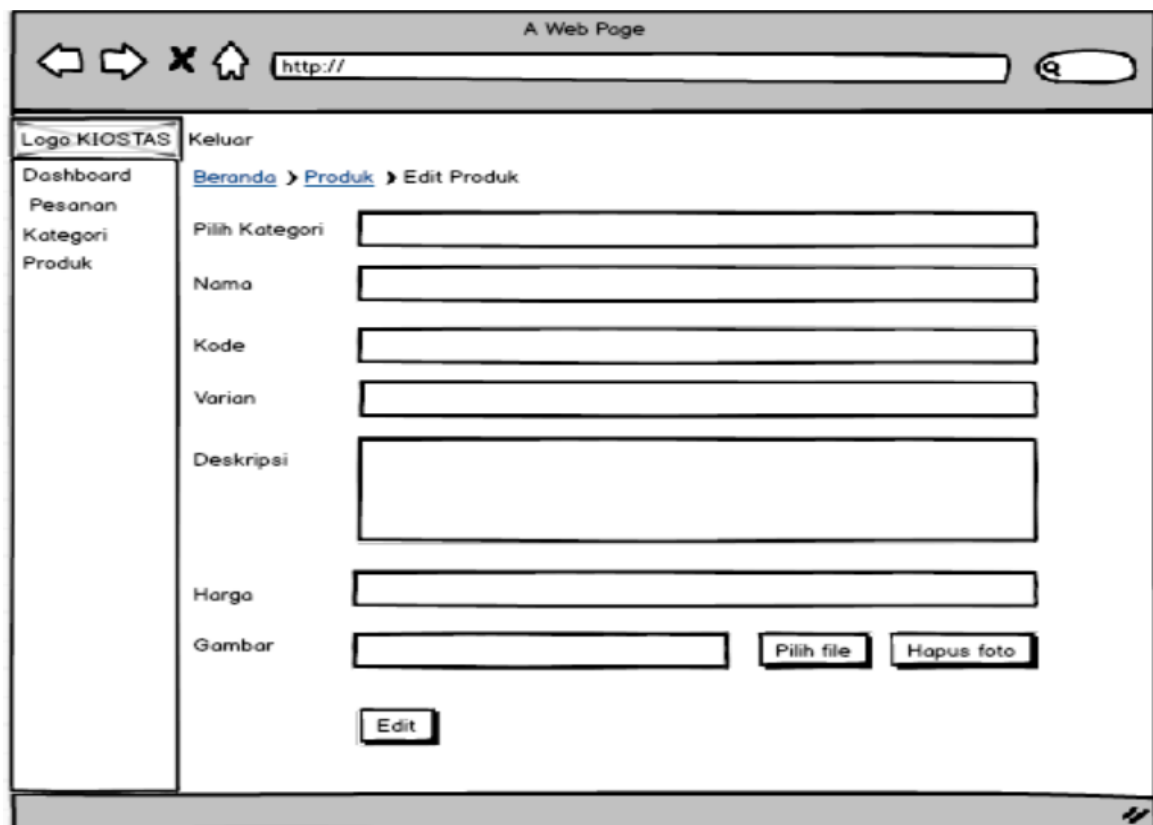 A Web Page
http://
Logo KIOSTAS Keluar
Dashboard
Pesanan
Kategori
Produk
Beranda > Produk > Edit Produk
Pilih Kategori
Nama
Kode
Varian
Deskripsi
Harga
Gambar Pilih file Hapus foto
Edit